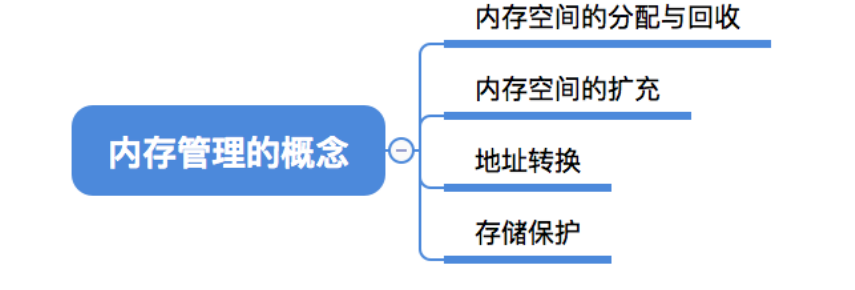 内存空间的分配与回收
内存空间的扩充
内存管理的概念
地址转换
存储保护